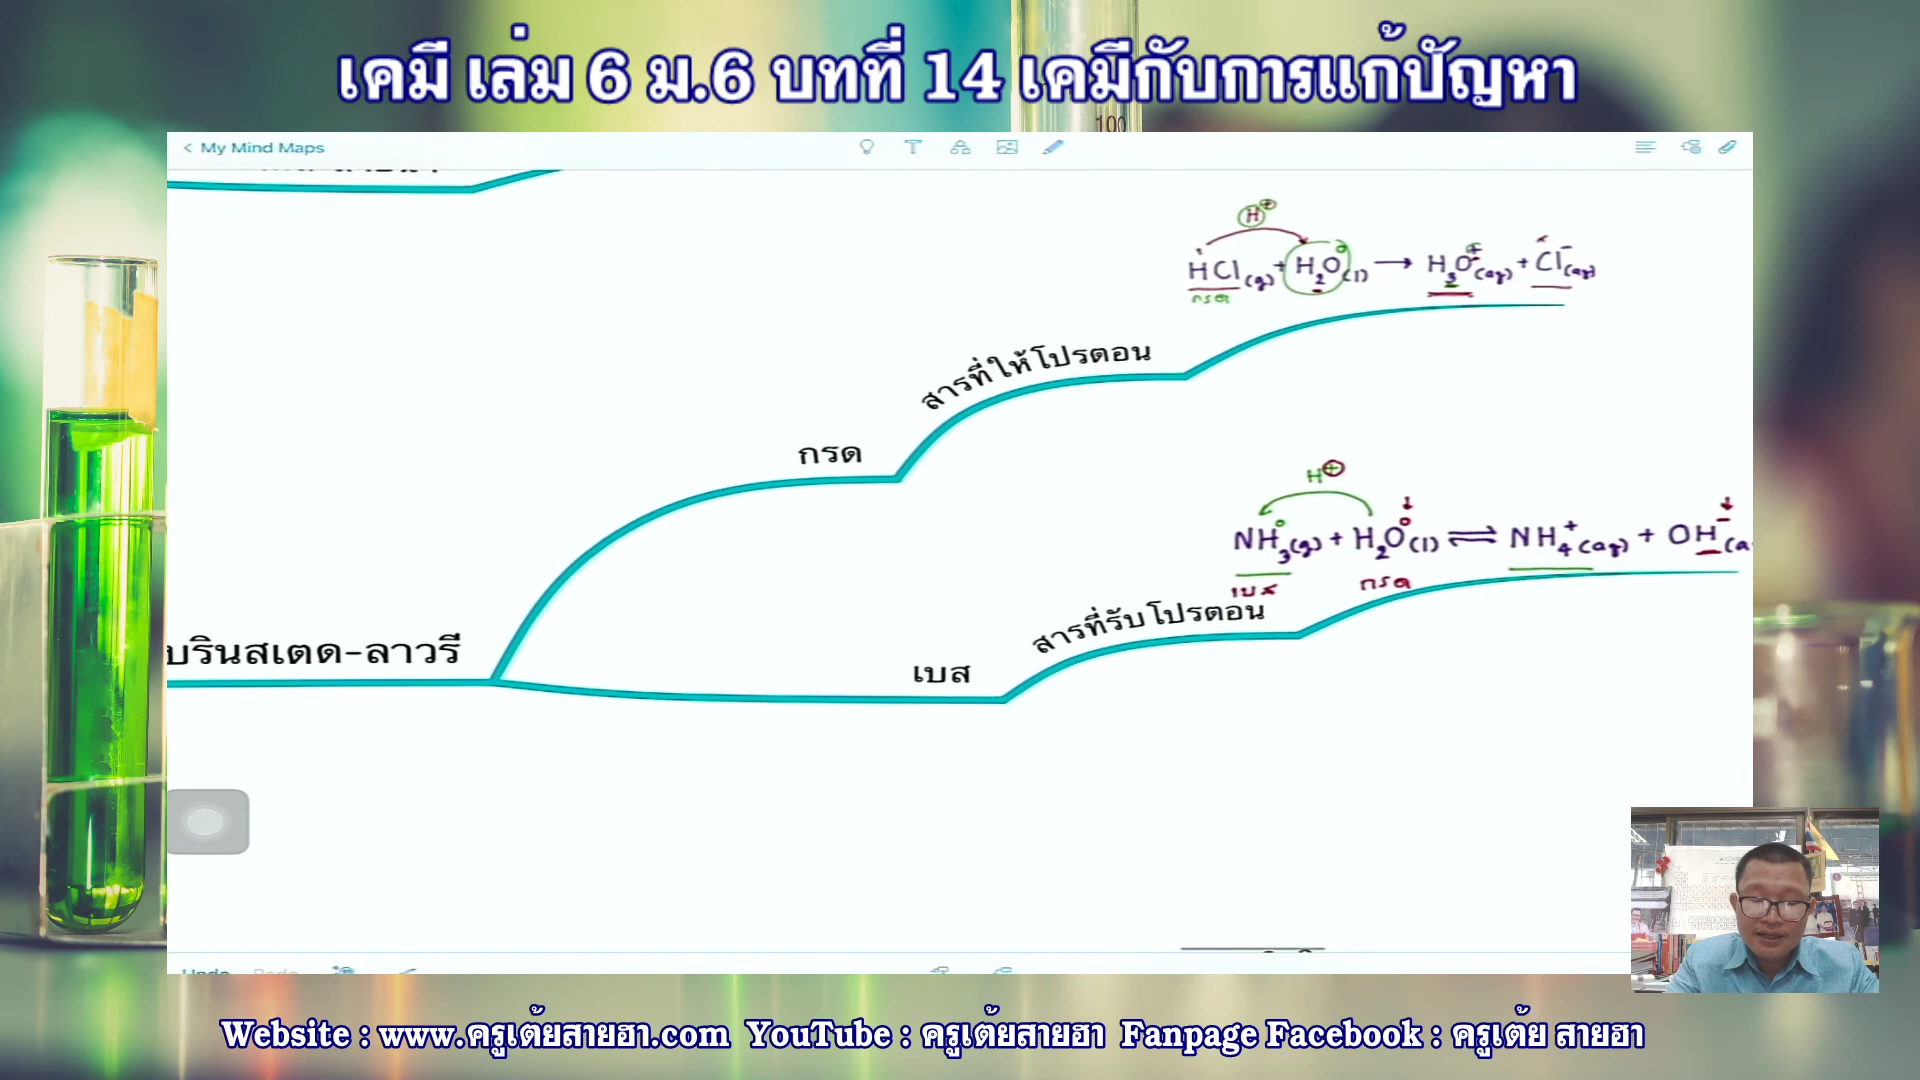 เคมี เล่ม 6 ม.6 บทที่ 14 เคมีกับการแก้ปัญหา
100
< My Mind Maps
H⁺
HCl(g) + H₂O(l) → H₃O⁺(aq) + Cl⁻(aq)
กรด
สารที่ให้โปรตอน
กรด
H⁺
NH₃(g) + H₂O(l) ⇌ NH₄⁺(aq) + OH⁻(a
เบส กรด
สารที่รับโปรตอน
บรินสเตด-ลาวรี
เบส
Website : www.ครูเต้ยสายฮา.com YouTube : ครูเต้ยสายฮา Fanpage Facebook : ครูเต้ย สายฮา